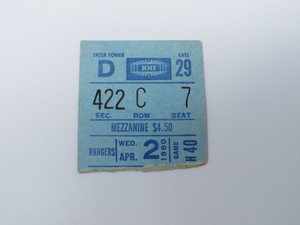 ENTER TOWER GATE
D 100 29
422 C 7
SEC. ROW SEAT
MEZZANINE $4.50
RANGERS WED. APR. 2 1980 GAME H 40